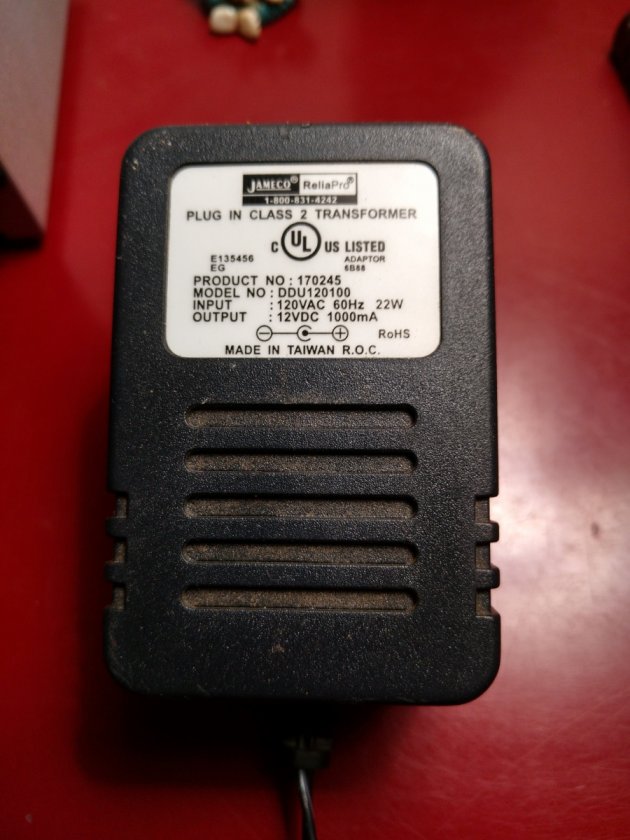 JAMECO® ReliaPro®
1-800-831-4242
PLUG IN CLASS 2 TRANSFORMER
C UL US LISTED
E135456 ADAPTOR
EG 6B88
PRODUCT NO : 170245
MODEL NO : DDU120100
INPUT : 120VAC 60Hz 22W
OUTPUT : 12VDC 1000mA
RoHS
MADE IN TAIWAN R.O.C.